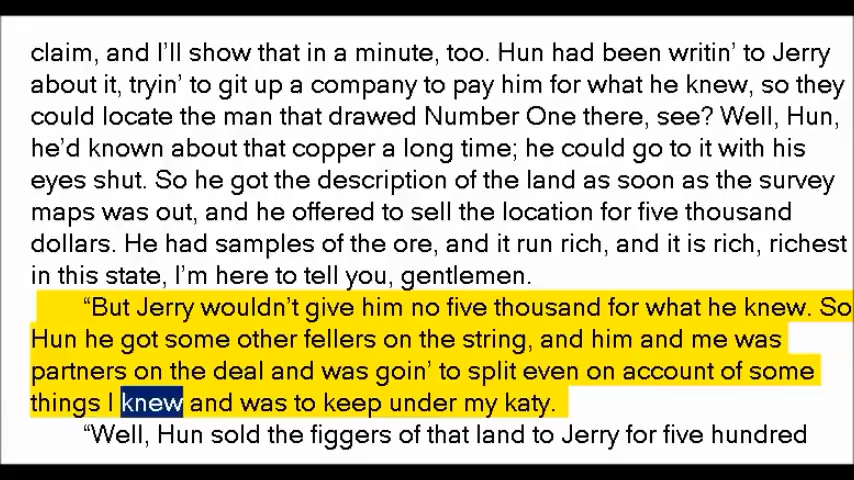 claim, and I’ll show that in a minute, too. Hun had been writin’ to Jerry
about it, tryin’ to git up a company to pay him for what he knew, so they
could locate the man that drawed Number One there, see? Well, Hun,
he’d known about that copper a long time; he could go to it with his
eyes shut. So he got the description of the land as soon as the survey
maps was out, and he offered to sell the location for five thousand
dollars. He had samples of the ore, and it run rich, and it is rich, richest
in this state, I’m here to tell you, gentlemen.
“But Jerry wouldn’t give him no five thousand for what he knew. So
Hun he got some other fellers on the string, and him and me was
partners on the deal and was goin’ to split even on account of some
things I knew and was to keep under my katy.
“Well, Hun sold the figgers of that land to Jerry for five hundred